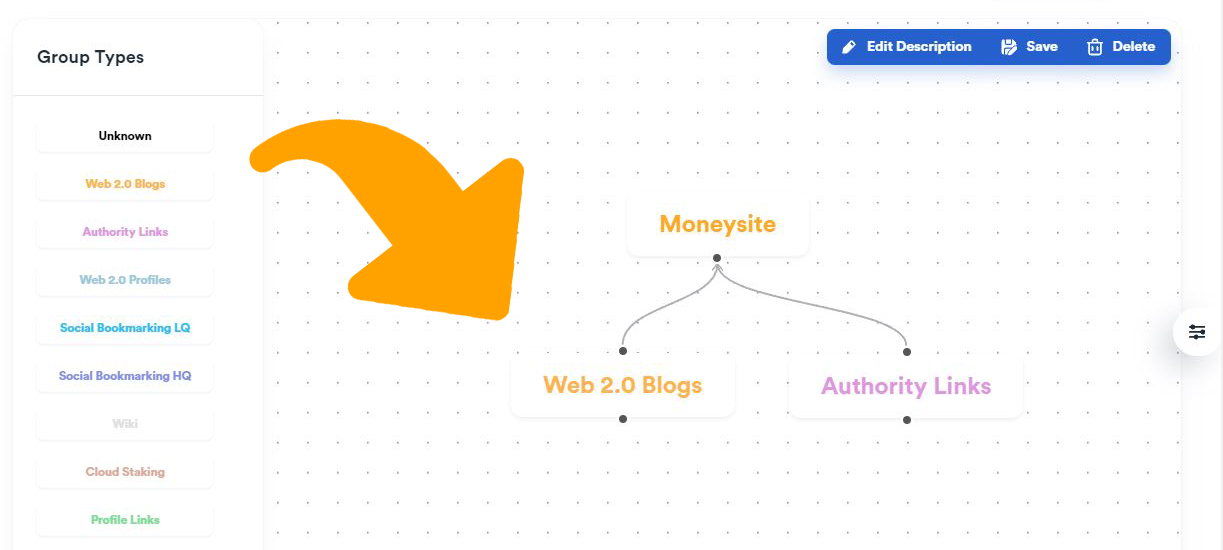 Group Types
Unknown
Web 2.0 Blogs
Authority Links
Web 2.0 Profiles
Social Bookmarking LQ
Social Bookmarking HQ
Wiki
Cloud Staking
Profile Links
Edit Description Save Delete
Moneysite
Web 2.0 Blogs Authority Links